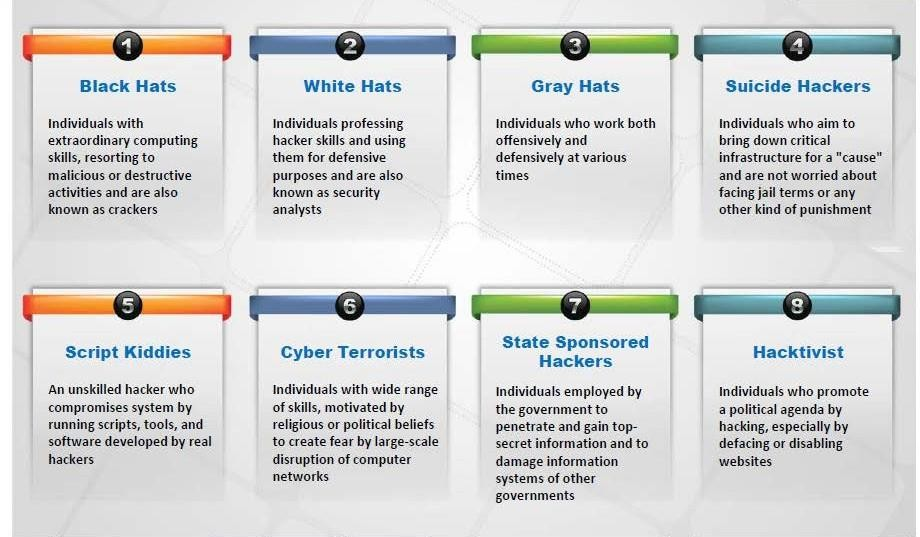 1
Black Hats
Individuals with
extraordinary computing
skills, resorting to
malicious or destructive
activities and are also
known as crackers
2
White Hats
Individuals professing
hacker skills and using
them for defensive
purposes and are also
known as security
analysts
3
Gray Hats
Individuals who work both
offensively and
defensively at various
times
4
Suicide Hackers
Individuals who aim to
bring down critical
infrastructure for a "cause"
and are not worried about
facing jail terms or any
other kind of punishment
5
Script Kiddies
An unskilled hacker who
compromises system by
running scripts, tools, and
software developed by real
hackers
6
Cyber Terrorists
Individuals with wide range
of skills, motivated by
religious or political beliefs
to create fear by large-scale
disruption of computer
networks
7
State Sponsored
Hackers
Individuals employed by
the government to
penetrate and gain top-
secret information and to
damage information
systems of other
governments
8
Hacktivist
Individuals who promote
a political agenda by
hacking, especially by
defacing or disabling
websites